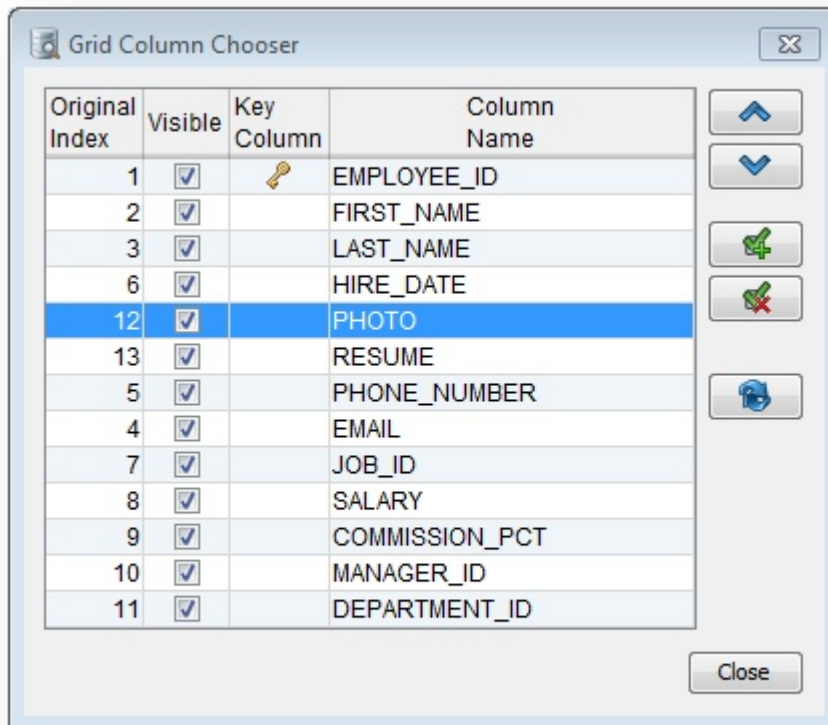 Grid Column Chooser
Original Index Visible Key Column Column Name
1 EMPLOYEE_ID
2 FIRST_NAME
3 LAST_NAME
6 HIRE_DATE
12 PHOTO
13 RESUME
5 PHONE_NUMBER
4 EMAIL
7 JOB_ID
8 SALARY
9 COMMISSION_PCT
10 MANAGER_ID
11 DEPARTMENT_ID
Close